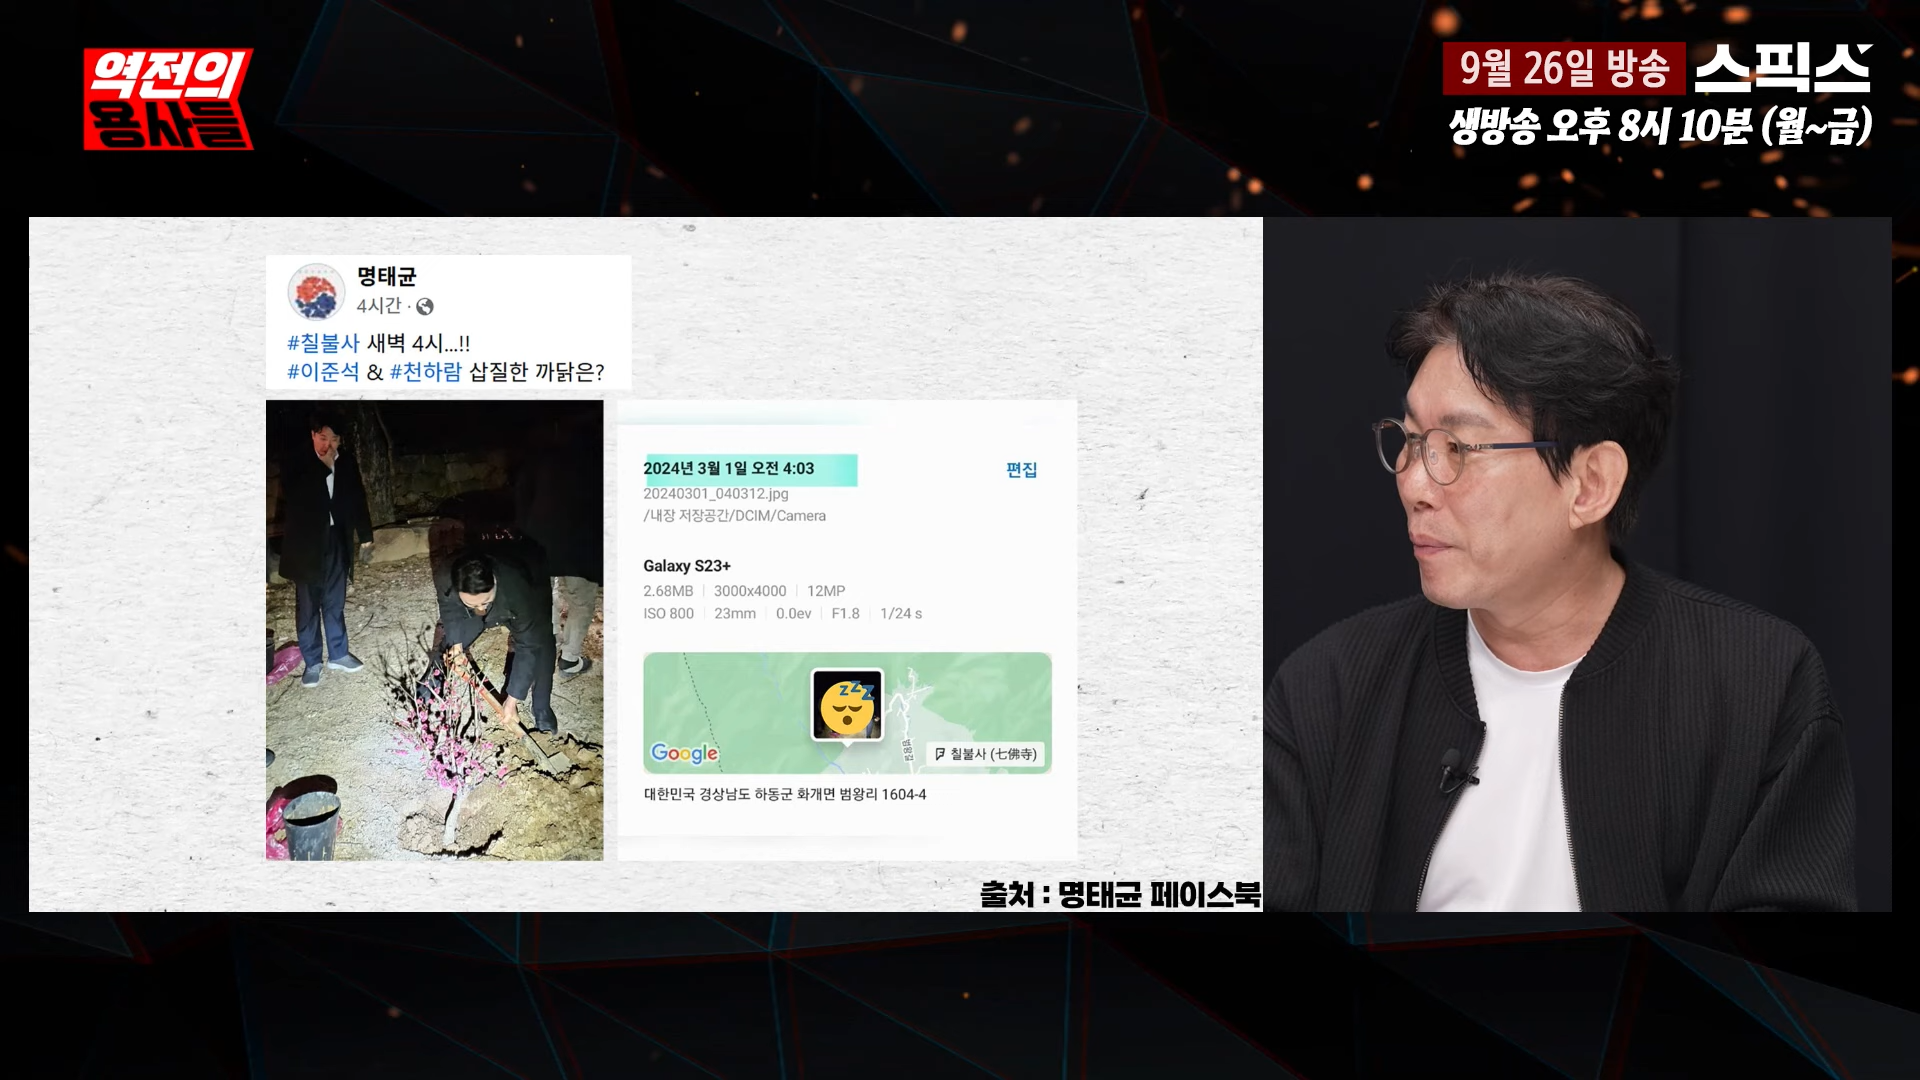 역전의
용사들
9월 26일 방송
스픽스
생방송 오후 8시 10분 (월~금)
명태균
4시간 ·
#칠불사 새벽 4시...!!
#이준석 & #천하람 삽질한 까닭은?
2024년 3월 1일 오전 4:03
편집
20240301_040312.jpg
/내장 저장공간/DCIM/Camera
Galaxy S23+
2.68MB | 3000x4000 | 12MP
ISO 800 | 23mm | 0.0ev | F1.8 | 1/24 s
zzz
범왕길
Google
칠불사 (七佛寺)
대한민국 경상남도 하동군 화개면 범왕리 1604-4
출처 : 명태균 페이스북